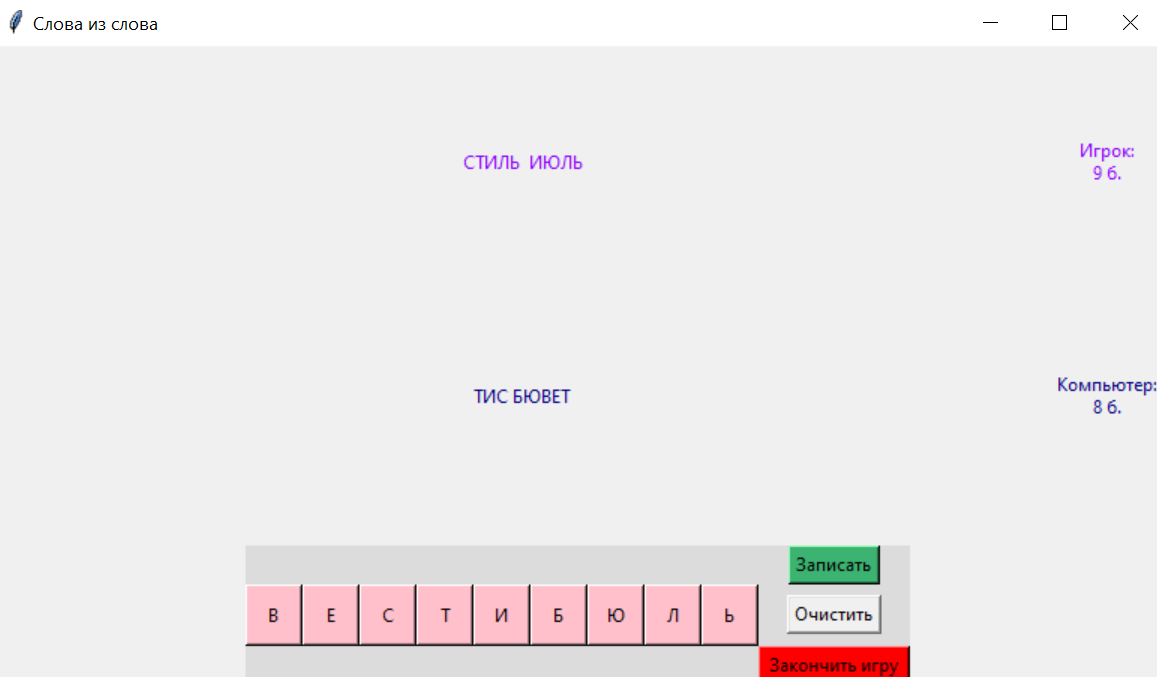 Слова из слова
СТИЛЬ ИЮЛЬ
Игрок:
9 б.
ТИС БЮВЕТ
Компьютер:
8 б.
Записать
В Е С Т И Б Ю Л Ь
Очистить
Закончить игру